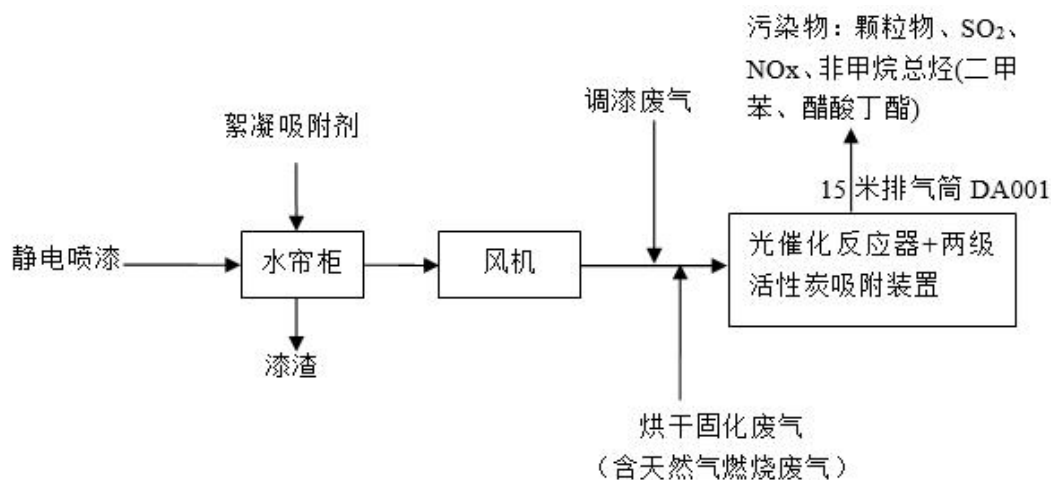 污染物：颗粒物、SO₂、
NOx、非甲烷总烃(二甲
苯、醋酸丁酯)
调漆废气
絮凝吸附剂
15 米排气筒 DA001
静电喷漆
水帘柜
风机
光催化反应器+两级
活性炭吸附装置
漆渣
烘干固化废气
（含天然气燃烧废气）